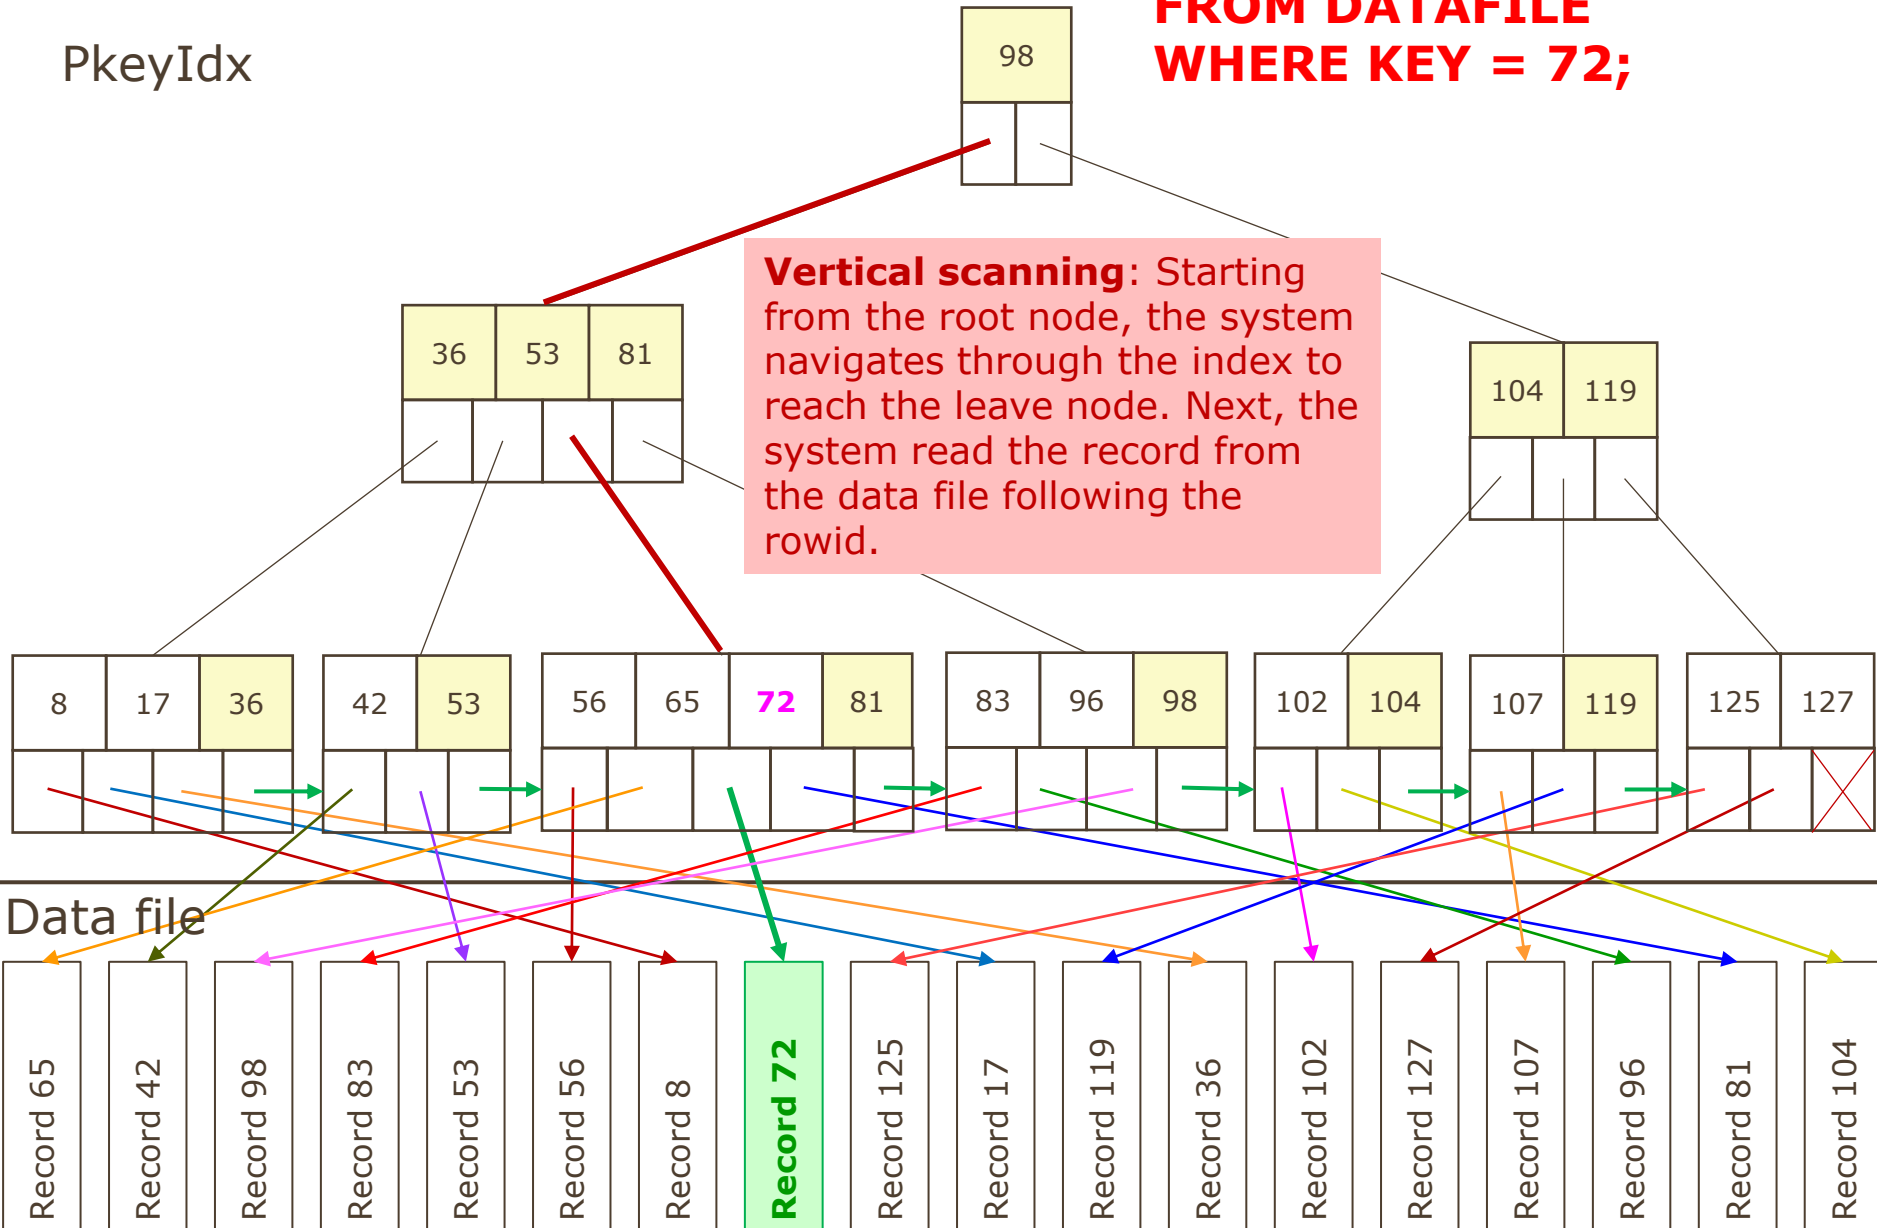 FROM DATAFILE
WHERE KEY = 72;
PkeyIdx
98
Vertical scanning: Starting
from the root node, the system
navigates through the index to
reach the leave node. Next, the
system read the record from
the data file following the
rowid.
36 53 81
104 119
8 17 36 42 53 56 65 72 81 83 96 98 102 104 107 119 125 127
Data file
Record 65
Record 42
Record 98
Record 83
Record 53
Record 56
Record 8
Record 72
Record 125
Record 17
Record 119
Record 36
Record 102
Record 127
Record 107
Record 96
Record 81
Record 104